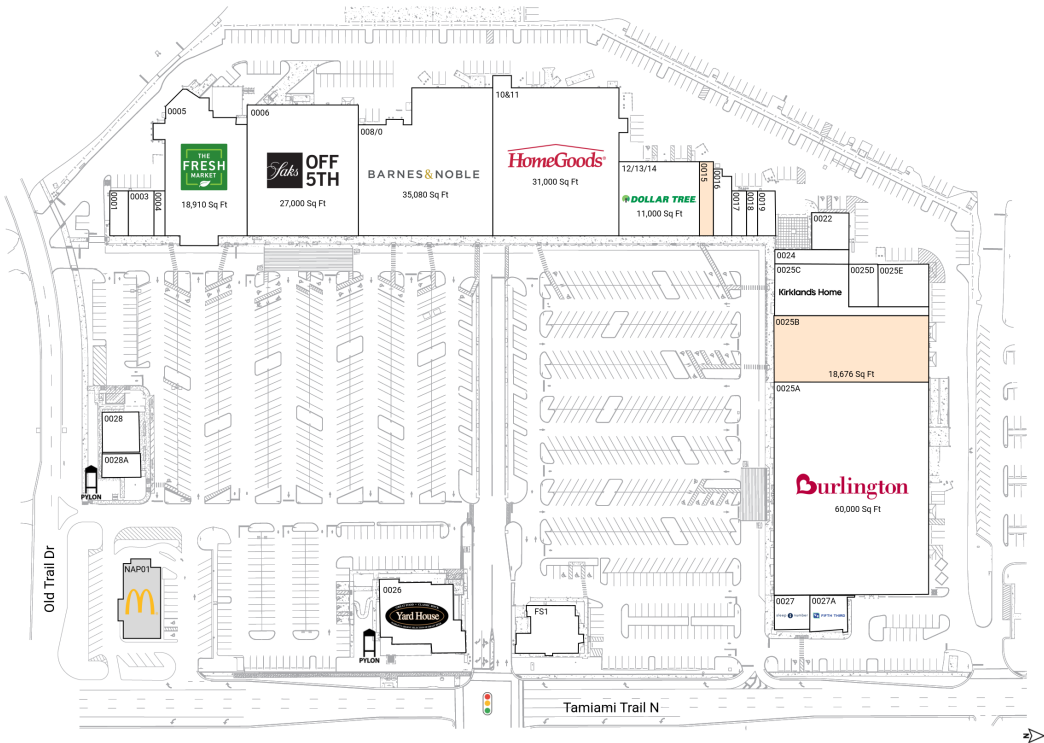 0005
THE
FRESH
MARKET
18,910 Sq Ft
0001
0003
0004
0006
Saks
OFF
5TH
27,000 Sq Ft
008/0
BARNES&NOBLE
35,080 Sq Ft
10&11
HomeGoods
31,000 Sq Ft
12/13/14
DOLLAR TREE
11,000 Sq Ft
0015
0016
0017
0018
0019
0022
0024
0025C
0025D
0025E
Kirkland's Home
0025B
18,676 Sq Ft
0025A
Burlington
60,000 Sq Ft
0027
0027A
FIFTH THIRD
0028
0028A
PYLON
NAP01
0026
Yard House
PYLON
FS1
Old Trail Dr
Tamiami Trail N
N